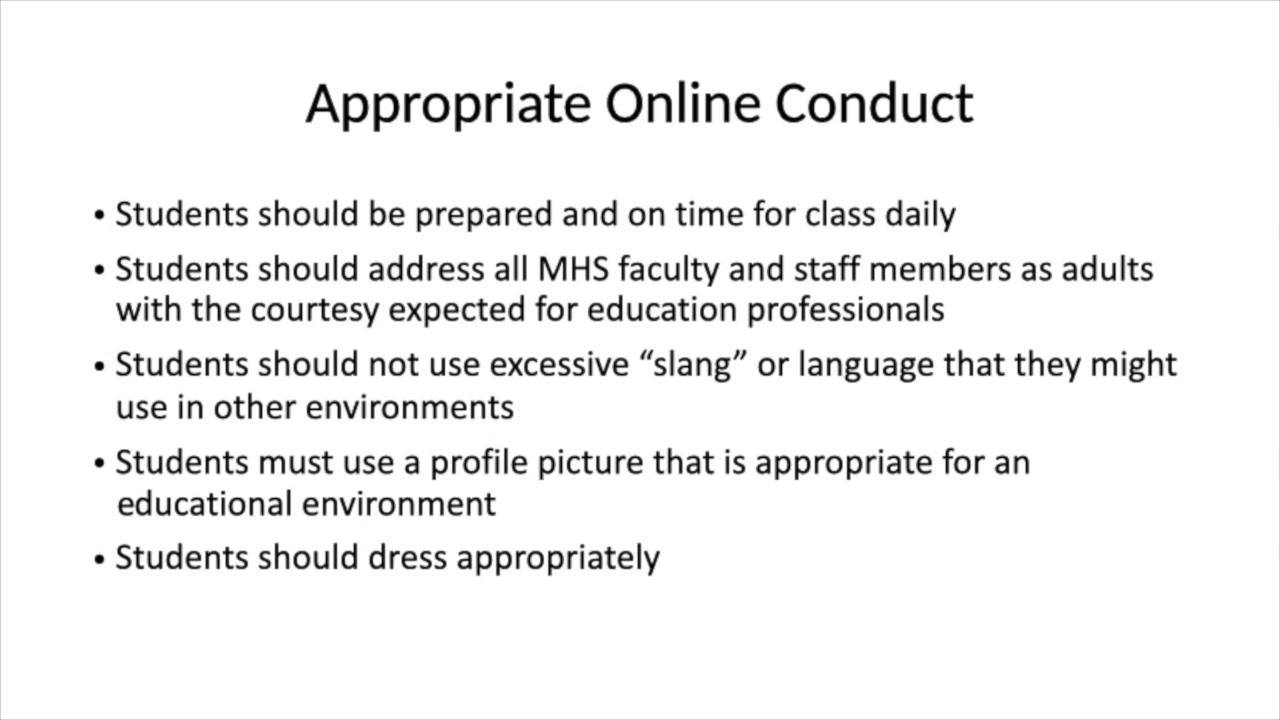 Appropriate Online Conduct
• Students should be prepared and on time for class daily
• Students should address all MHS faculty and staff members as adults
with the courtesy expected for education professionals
• Students should not use excessive “slang” or language that they might
use in other environments
• Students must use a profile picture that is appropriate for an
educational environment
• Students should dress appropriately